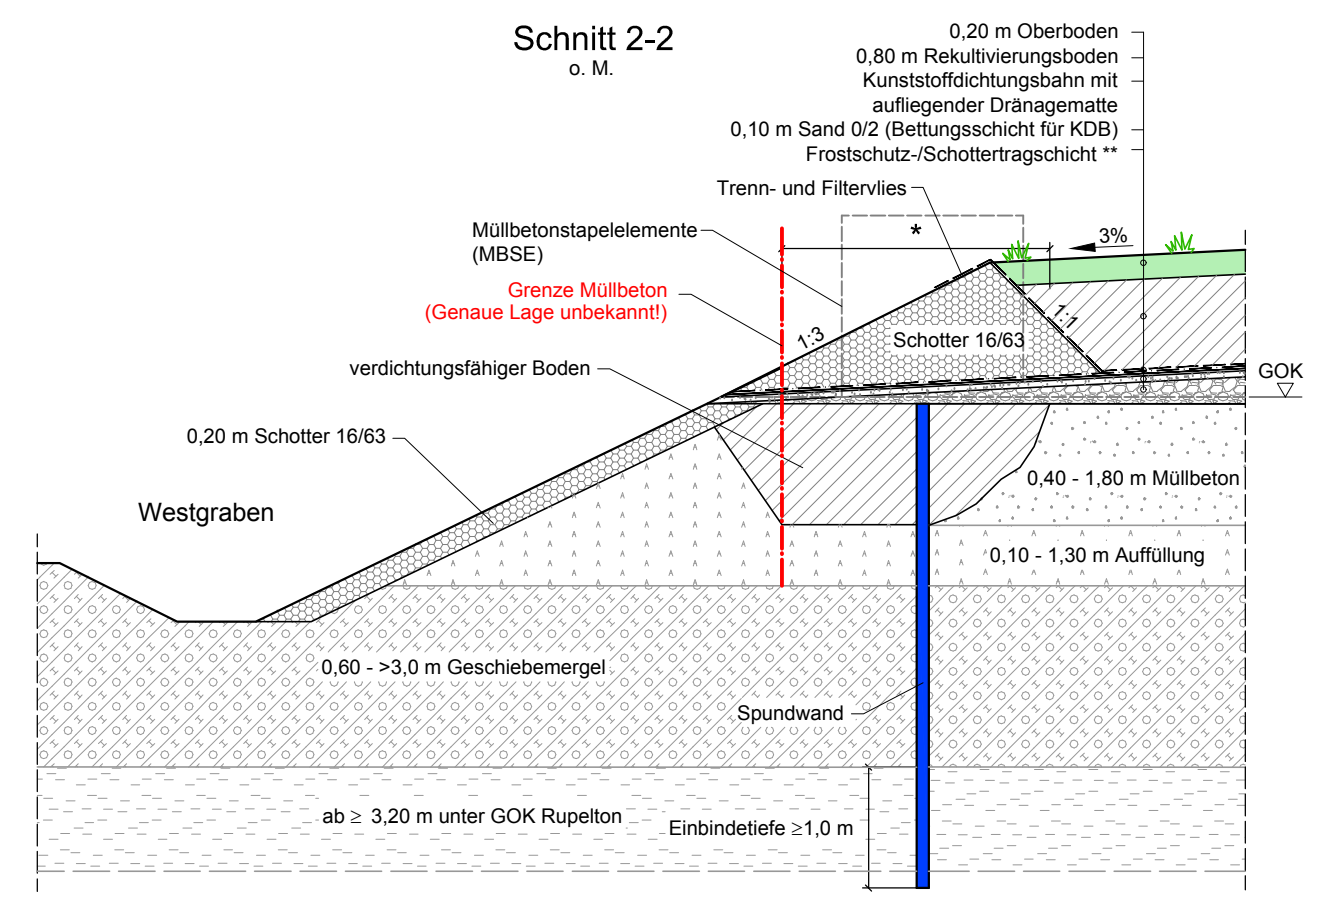 Schnitt 2-2
o. M.
0,20 m Oberboden
0,80 m Rekultivierungsboden
Kunststoffdichtungsbahn mit
aufliegender Dränagematte
0,10 m Sand 0/2 (Bettungsschicht für KDB)
Frostschutz-/Schottertragschicht **
Trenn- und Filtervlies
Müllbetonstapelelemente
(MBSE)
*
3%
Grenze Müllbeton
(Genaue Lage unbekannt!)
1:3
1:1
Schotter 16/63
verdichtungsfähiger Boden
GOK
0,20 m Schotter 16/63
0,40 - 1,80 m Müllbeton
Westgraben
0,10 - 1,30 m Auffüllung
0,60 - >3,0 m Geschiebemergel
Spundwand
ab ≥ 3,20 m unter GOK Rupelton
Einbindetiefe ≥1,0 m